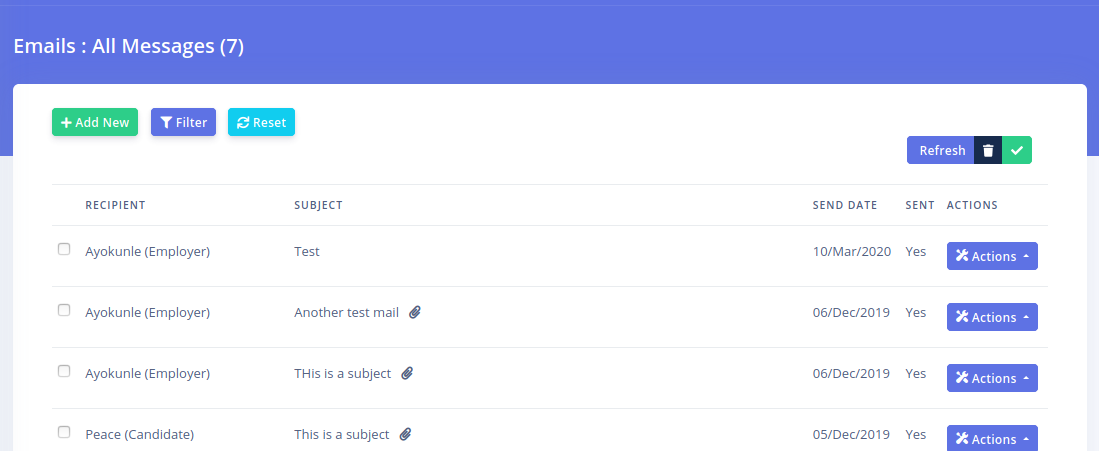 Emails : All Messages (7)
Add New Filter Reset
Refresh
RECIPIENT SUBJECT SEND DATE SENT ACTIONS
Ayokunle (Employer) Test 10/Mar/2020 Yes Actions
Ayokunle (Employer) Another test mail 06/Dec/2019 Yes Actions
Ayokunle (Employer) THis is a subject 06/Dec/2019 Yes Actions
Peace (Candidate) This is a subject 05/Dec/2019 Yes Actions